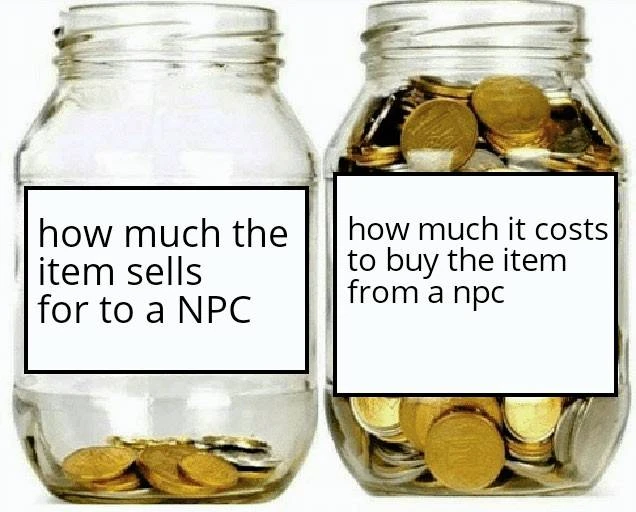 how much the
item sells
for to a NPC
how much it costs
to buy the item
from a npc